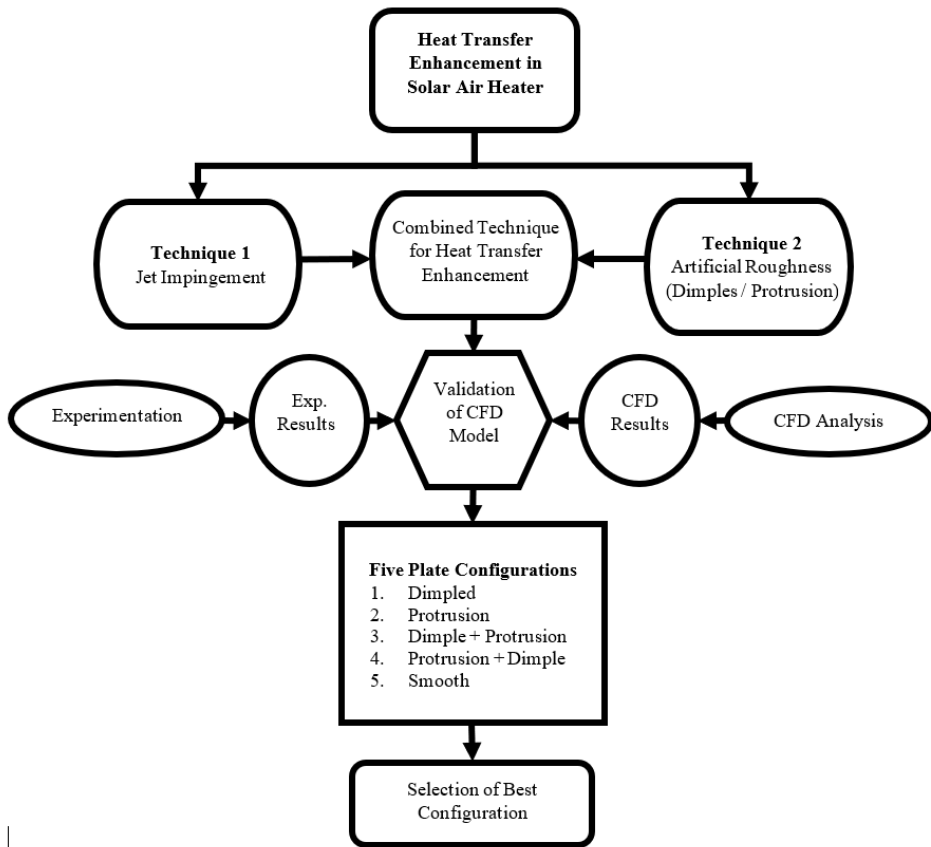 Heat Transfer
Enhancement in
Solar Air Heater
Technique 1
Jet Impingement
Combined Technique
for Heat Transfer
Enhancement
Technique 2
Artificial Roughness
(Dimples / Protrusion)
Experimentation
Exp.
Results
Validation
of CFD
Model
CFD
Results
CFD Analysis
Five Plate Configurations
1. Dimpled
2. Protrusion
3. Dimple + Protrusion
4. Protrusion + Dimple
5. Smooth
Selection of Best
Configuration